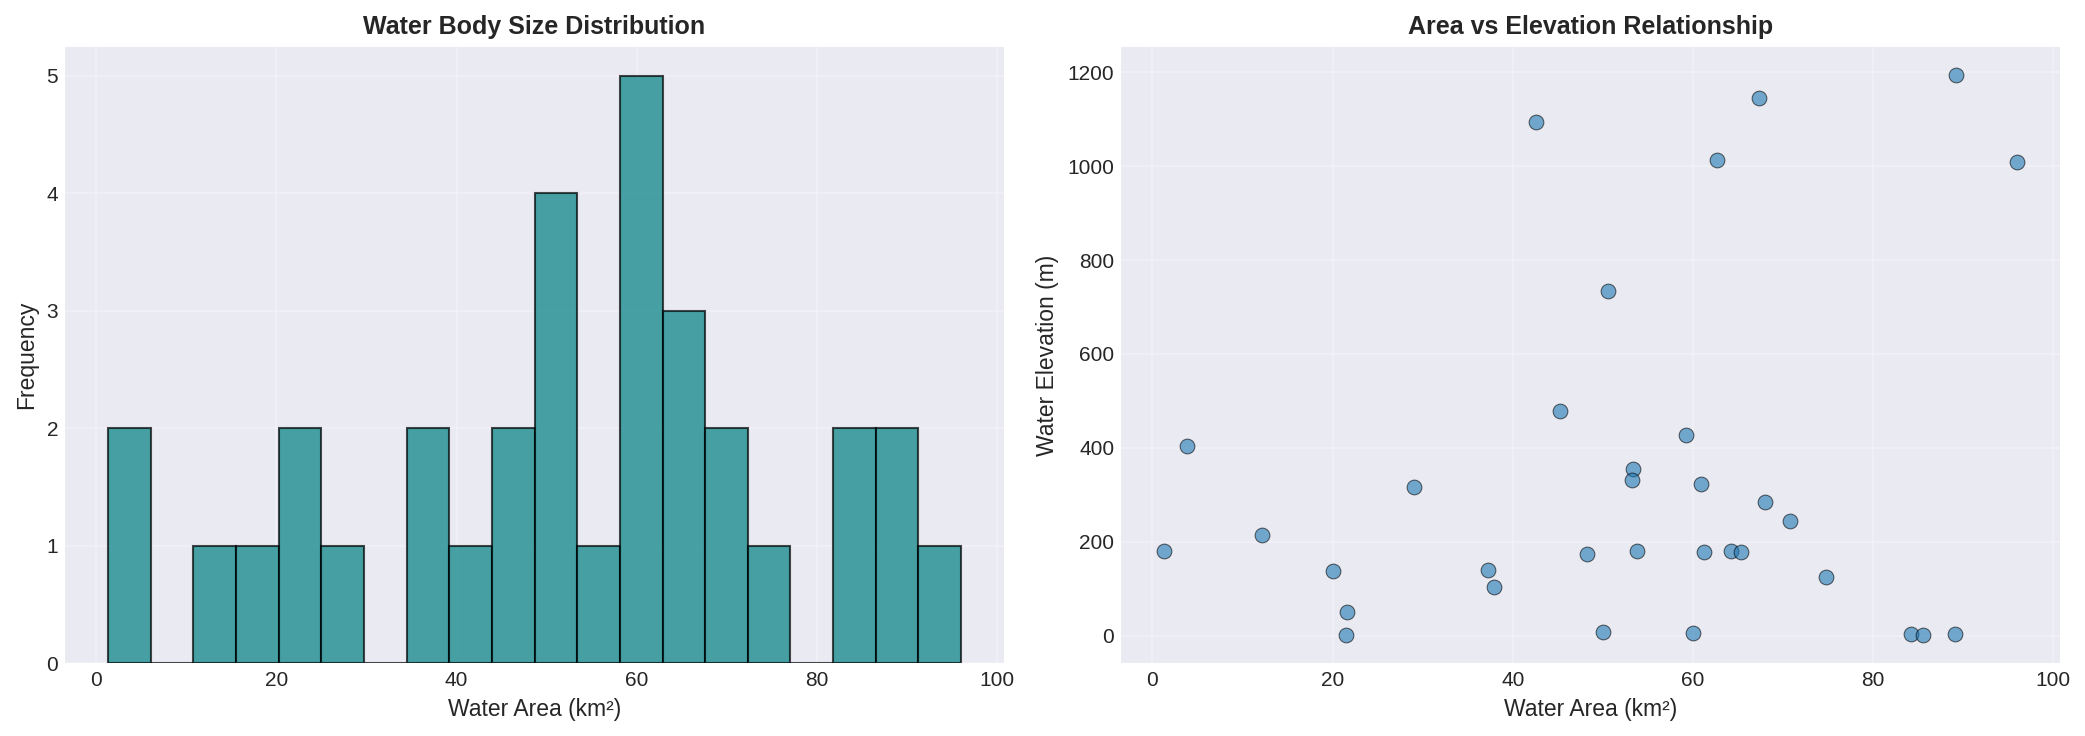 Water Body Size Distribution
Frequency
5
4
3
2
1
0
0 20 40 60 80 100
Water Area (km²)
Area vs Elevation Relationship
Water Elevation (m)
1200
1000
800
600
400
200
0
0 20 40 60 80 100
Water Area (km²)